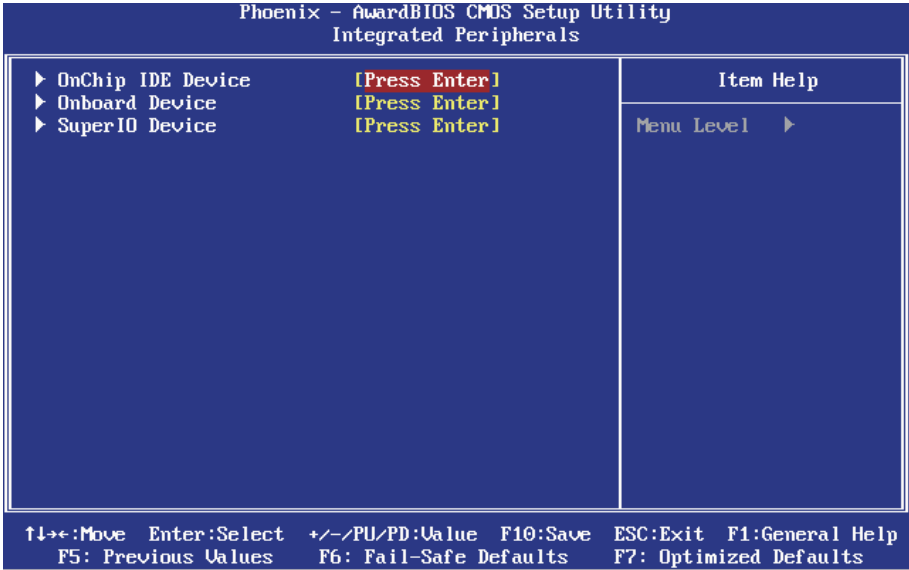 Phoenix - AwardBIOS CMOS Setup Utility
Integrated Peripherals
▶ OnChip IDE Device [Press Enter]
▶ Onboard Device [Press Enter]
▶ SuperIO Device [Press Enter]
Item Help
Menu Level ▶
↑↓→←:Move Enter:Select +/-/PU/PD:Value F10:Save ESC:Exit F1:General Help
F5: Previous Values F6: Fail-Safe Defaults F7: Optimized Defaults